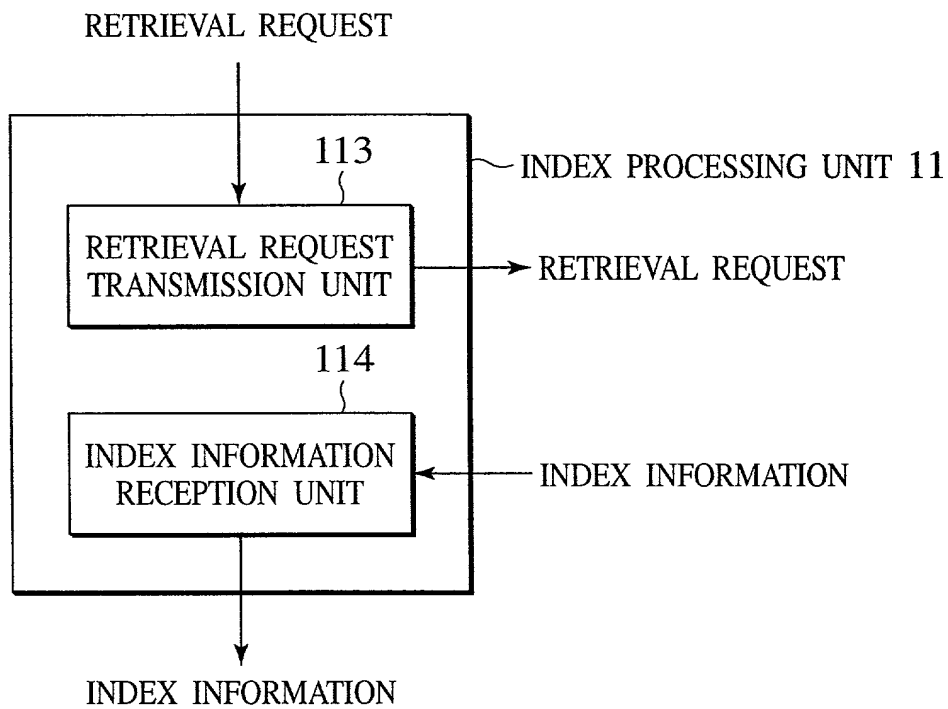 RETRIEVAL REQUEST
113
INDEX PROCESSING UNIT 11
RETRIEVAL REQUEST
TRANSMISSION UNIT
RETRIEVAL REQUEST
114
INDEX INFORMATION
RECEPTION UNIT
INDEX INFORMATION
INDEX INFORMATION